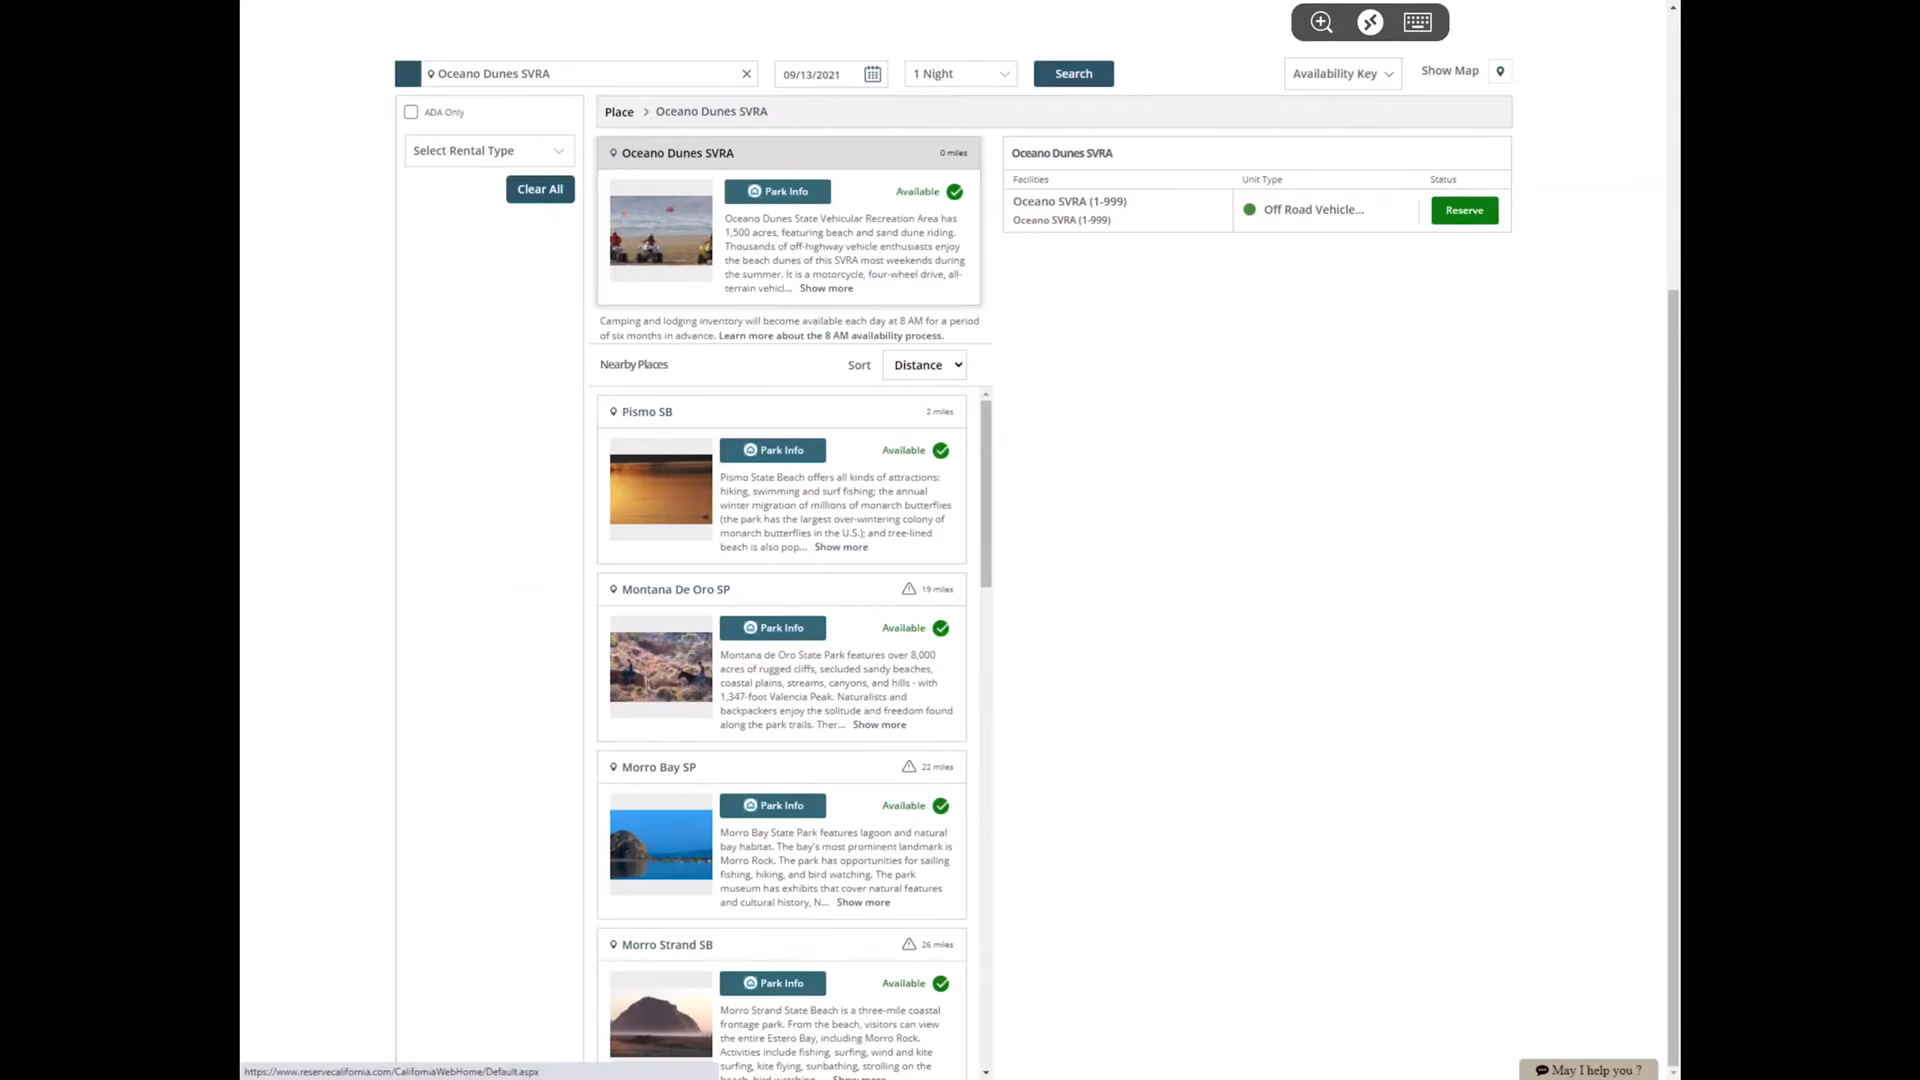 Oceano Dunes SVRA
09/13/2021
1 Night
Search
Availability Key
Show Map
ADA Only
Select Rental Type
Clear All
Place > Oceano Dunes SVRA
Oceano Dunes SVRA
0 miles
Park Info
Available
Oceano Dunes State Vehicular Recreation Area has
1,500 acres, featuring beach and sand dune riding.
Thousands of off-highway vehicle enthusiasts enjoy
the beach dunes of this SVRA most weekends during
the summer. It is a motorcycle, four-wheel drive, all-
terrain vehicl... Show more
Camping and lodging inventory will become available each day at 8 AM for a period
of six months in advance. Learn more about the 8 AM availability process.
Nearby Places
Sort
Distance
Pismo SB
2 miles
Park Info
Available
Pismo State Beach offers all kinds of attractions:
hiking, swimming and surf fishing; the annual
winter migration of millions of monarch butterflies
(the park has the largest over-wintering colony of
monarch butterflies in the U.S.); and tree-lined
beach is also pop... Show more
Montana De Oro SP
19 miles
Park Info
Available
Montana de Oro State Park features over 8,000
acres of rugged cliffs, secluded sandy beaches,
coastal plains, streams, canyons, and hills - with
1,347-foot Valencia Peak. Naturalists and
backpackers enjoy the solitude and freedom found
along the park trails. Ther... Show more
Morro Bay SP
22 miles
Park Info
Available
Morro Bay State Park features lagoon and natural
bay habitat. The bay's most prominent landmark is
Morro Rock. The park has opportunities for sailing
fishing, hiking, and bird watching. The park
museum has exhibits that cover natural features
and cultural history, N... Show more
Morro Strand SB
26 miles
Park Info
Available
Morro Strand State Beach is a three-mile coastal
frontage park. From the beach, visitors can view
the entire Estero Bay, including Morro Rock.
Activities include fishing, surfing, wind and kite
surfing, kite flying, sunbathing, strolling on the
beach, bird watching... Show more
Oceano Dunes SVRA
Facilities
Unit Type
Status
Oceano SVRA (1-999)
Oceano SVRA (1-999)
Off Road Vehicle...
Reserve
https://www.reservecalifornia.com/CaliforniaWebHome/Default.aspx
May I help you ?